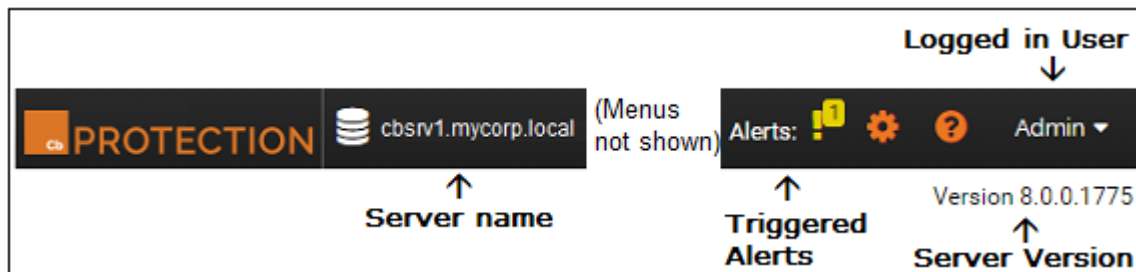 Logged in User
Cb PROTECTION
cbsrv1.mycorp.local
(Menus
not shown)
Alerts:
1
Admin
Server name
Triggered
Alerts
Version 8.0.0.1775
Server Version